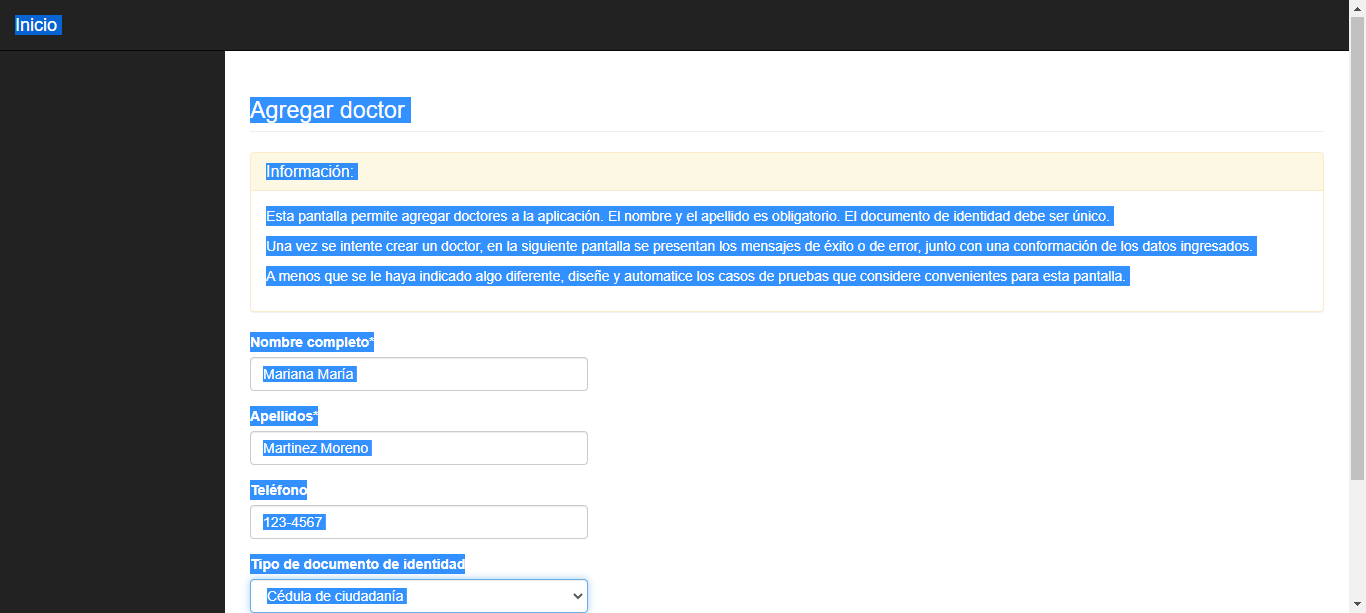 Inicio
Agregar doctor
Información:
Esta pantalla permite agregar doctores a la aplicación. El nombre y el apellido es obligatorio. El documento de identidad debe ser único.
Una vez se intente crear un doctor, en la siguiente pantalla se presentan los mensajes de éxito o de error, junto con una conformación de los datos ingresados.
A menos que se le haya indicado algo diferente, diseñe y automatice los casos de pruebas que considere convenientes para esta pantalla.
Nombre completo*
Mariana María
Apellidos*
Martinez Moreno
Teléfono
123-4567
Tipo de documento de identidad
Cédula de ciudadanía